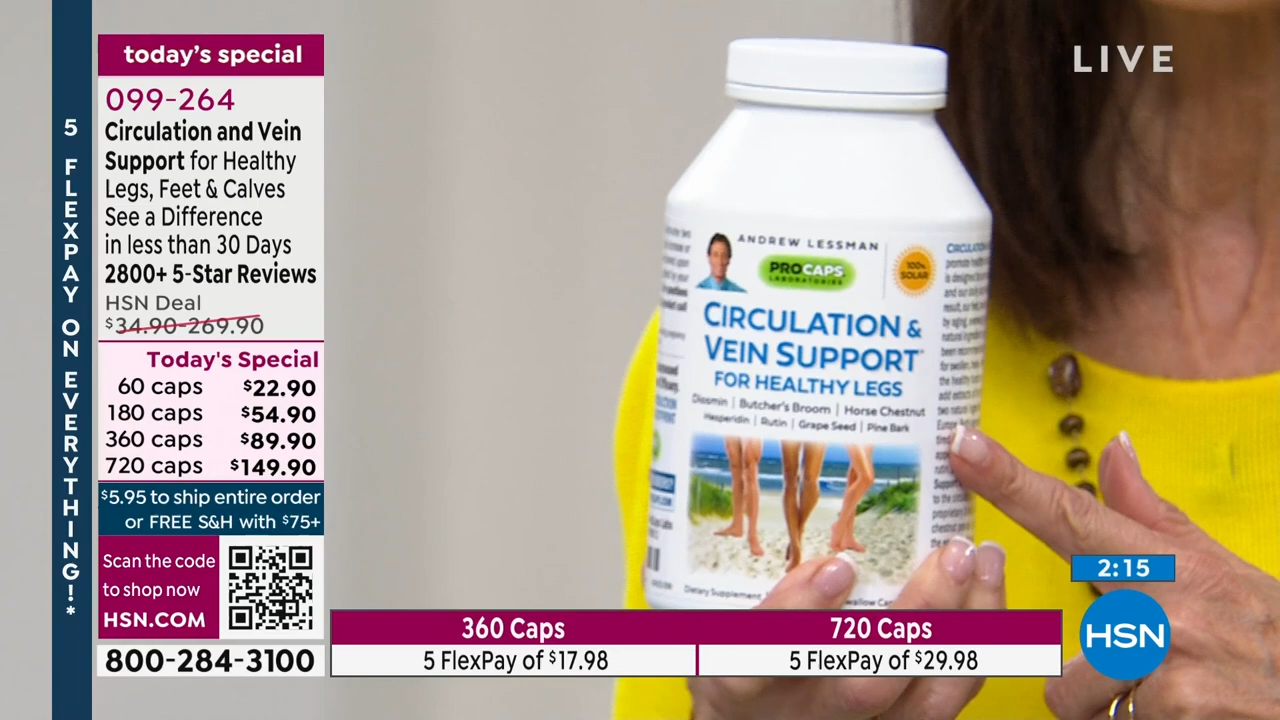 5 FLEXPAY ON EVERYTHING!*
today's special
099-264
Circulation and Vein
Support for Healthy
Legs, Feet & Calves
See a Difference
in less than 30 Days
2800+ 5-Star Reviews
HSN Deal
$34.90-269.90
Today's Special
60 caps $22.90
180 caps $54.90
360 caps $89.90
720 caps $149.90
$5.95 to ship entire order
or FREE S&H with $75+
Scan the code
to shop now
HSN.COM
800-284-3100
LIVE
ANDREW LESSMAN
PROCAPS
LABORATORIES
100%
SOLAR
CIRCULATION &
VEIN SUPPORT
FOR HEALTHY LEGS
Diosmin | Butcher's Broom | Horse Chestnut
Hesperidin | Rutin | Grape Seed | Pine Bark
Dietary Supplement
2:15
HSN
360 Caps
5 FlexPay of $17.98
720 Caps
5 FlexPay of $29.98